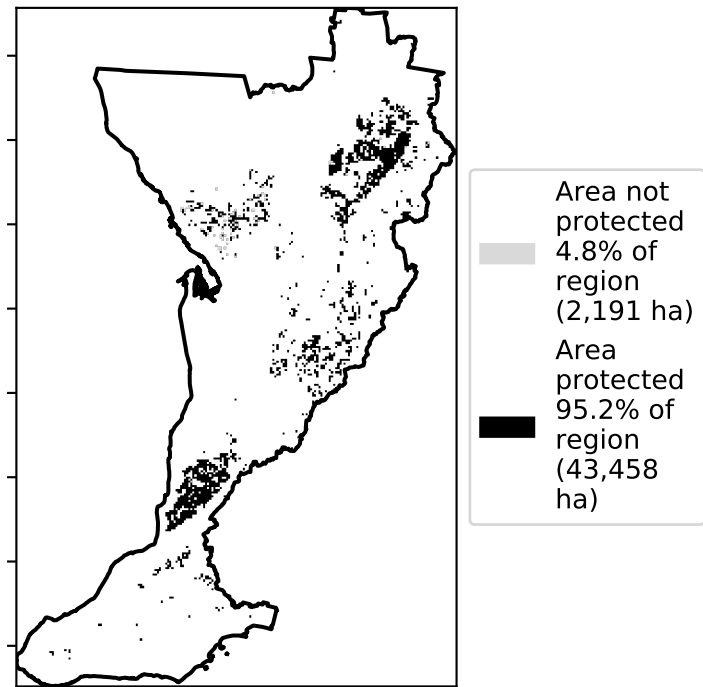 Area not
protected
4.8% of
region
(2,191 ha)
Area
protected
95.2% of
region
(43,458
ha)